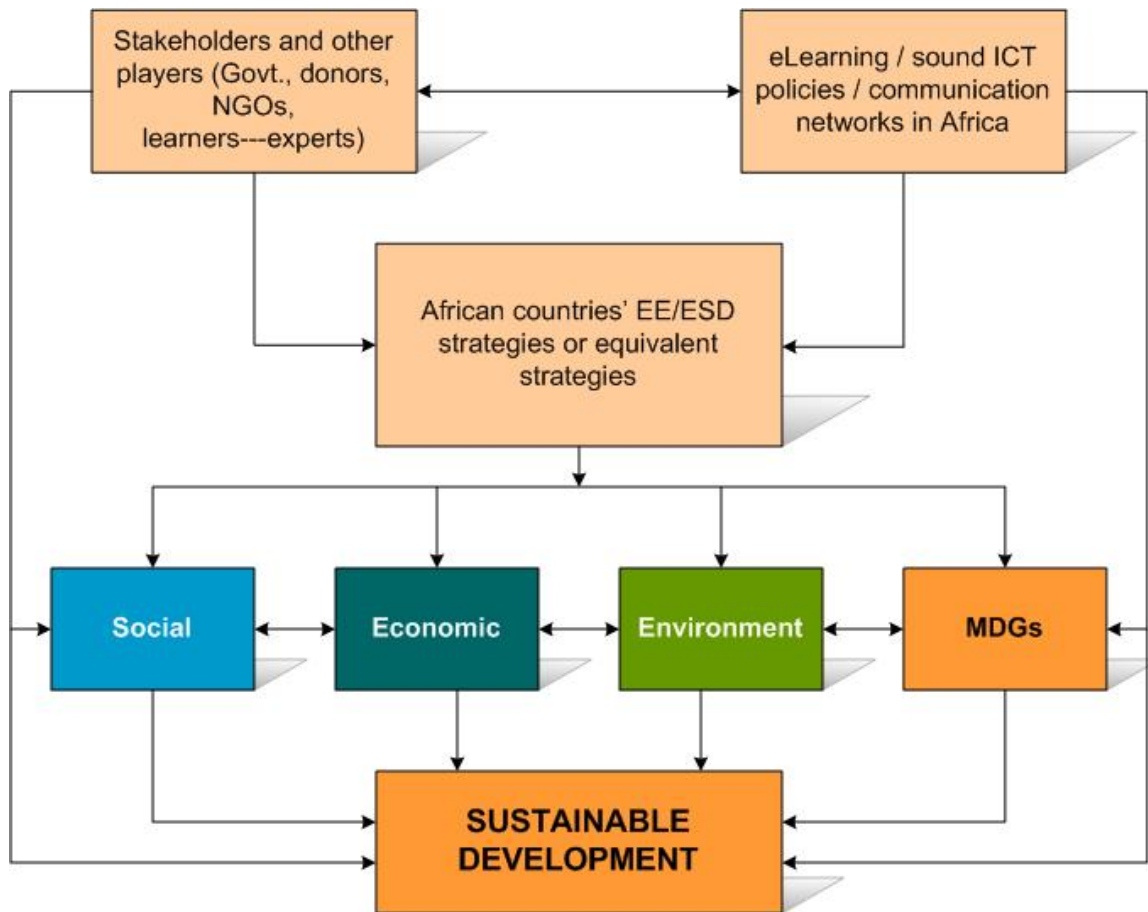 Stakeholders and other
players (Govt., donors,
NGOs,
learners---experts)
eLearning / sound ICT
policies / communication
networks in Africa
African countries' EE/ESD
strategies or equivalent
strategies
Social
Economic
Environment
MDGs
SUSTAINABLE
DEVELOPMENT